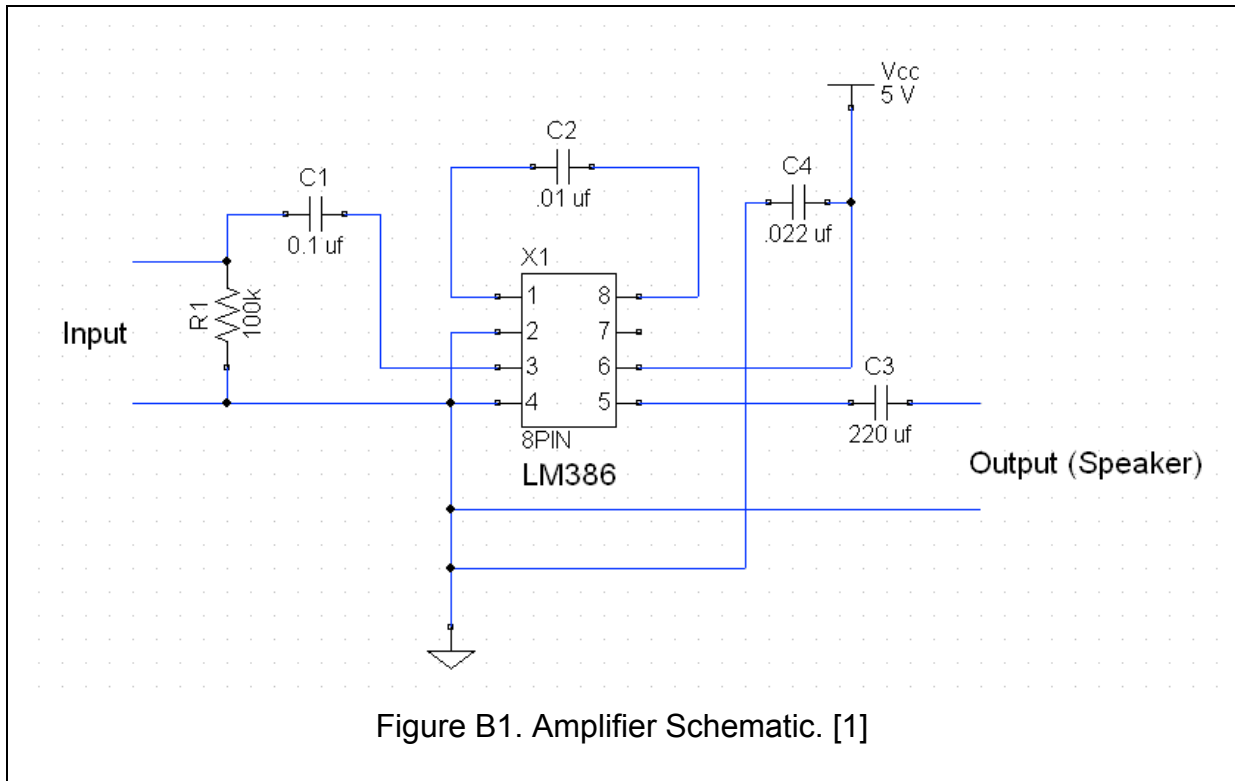 Vcc
5 V
C2
.01 uf
C4
.022 uf
C1
0.1 uf
X1
1
8
2
7
3
6
4
5
8PIN
LM386
R1
100k
Input
C3
220 uf
Output (Speaker)
Figure B1. Amplifier Schematic. [1]